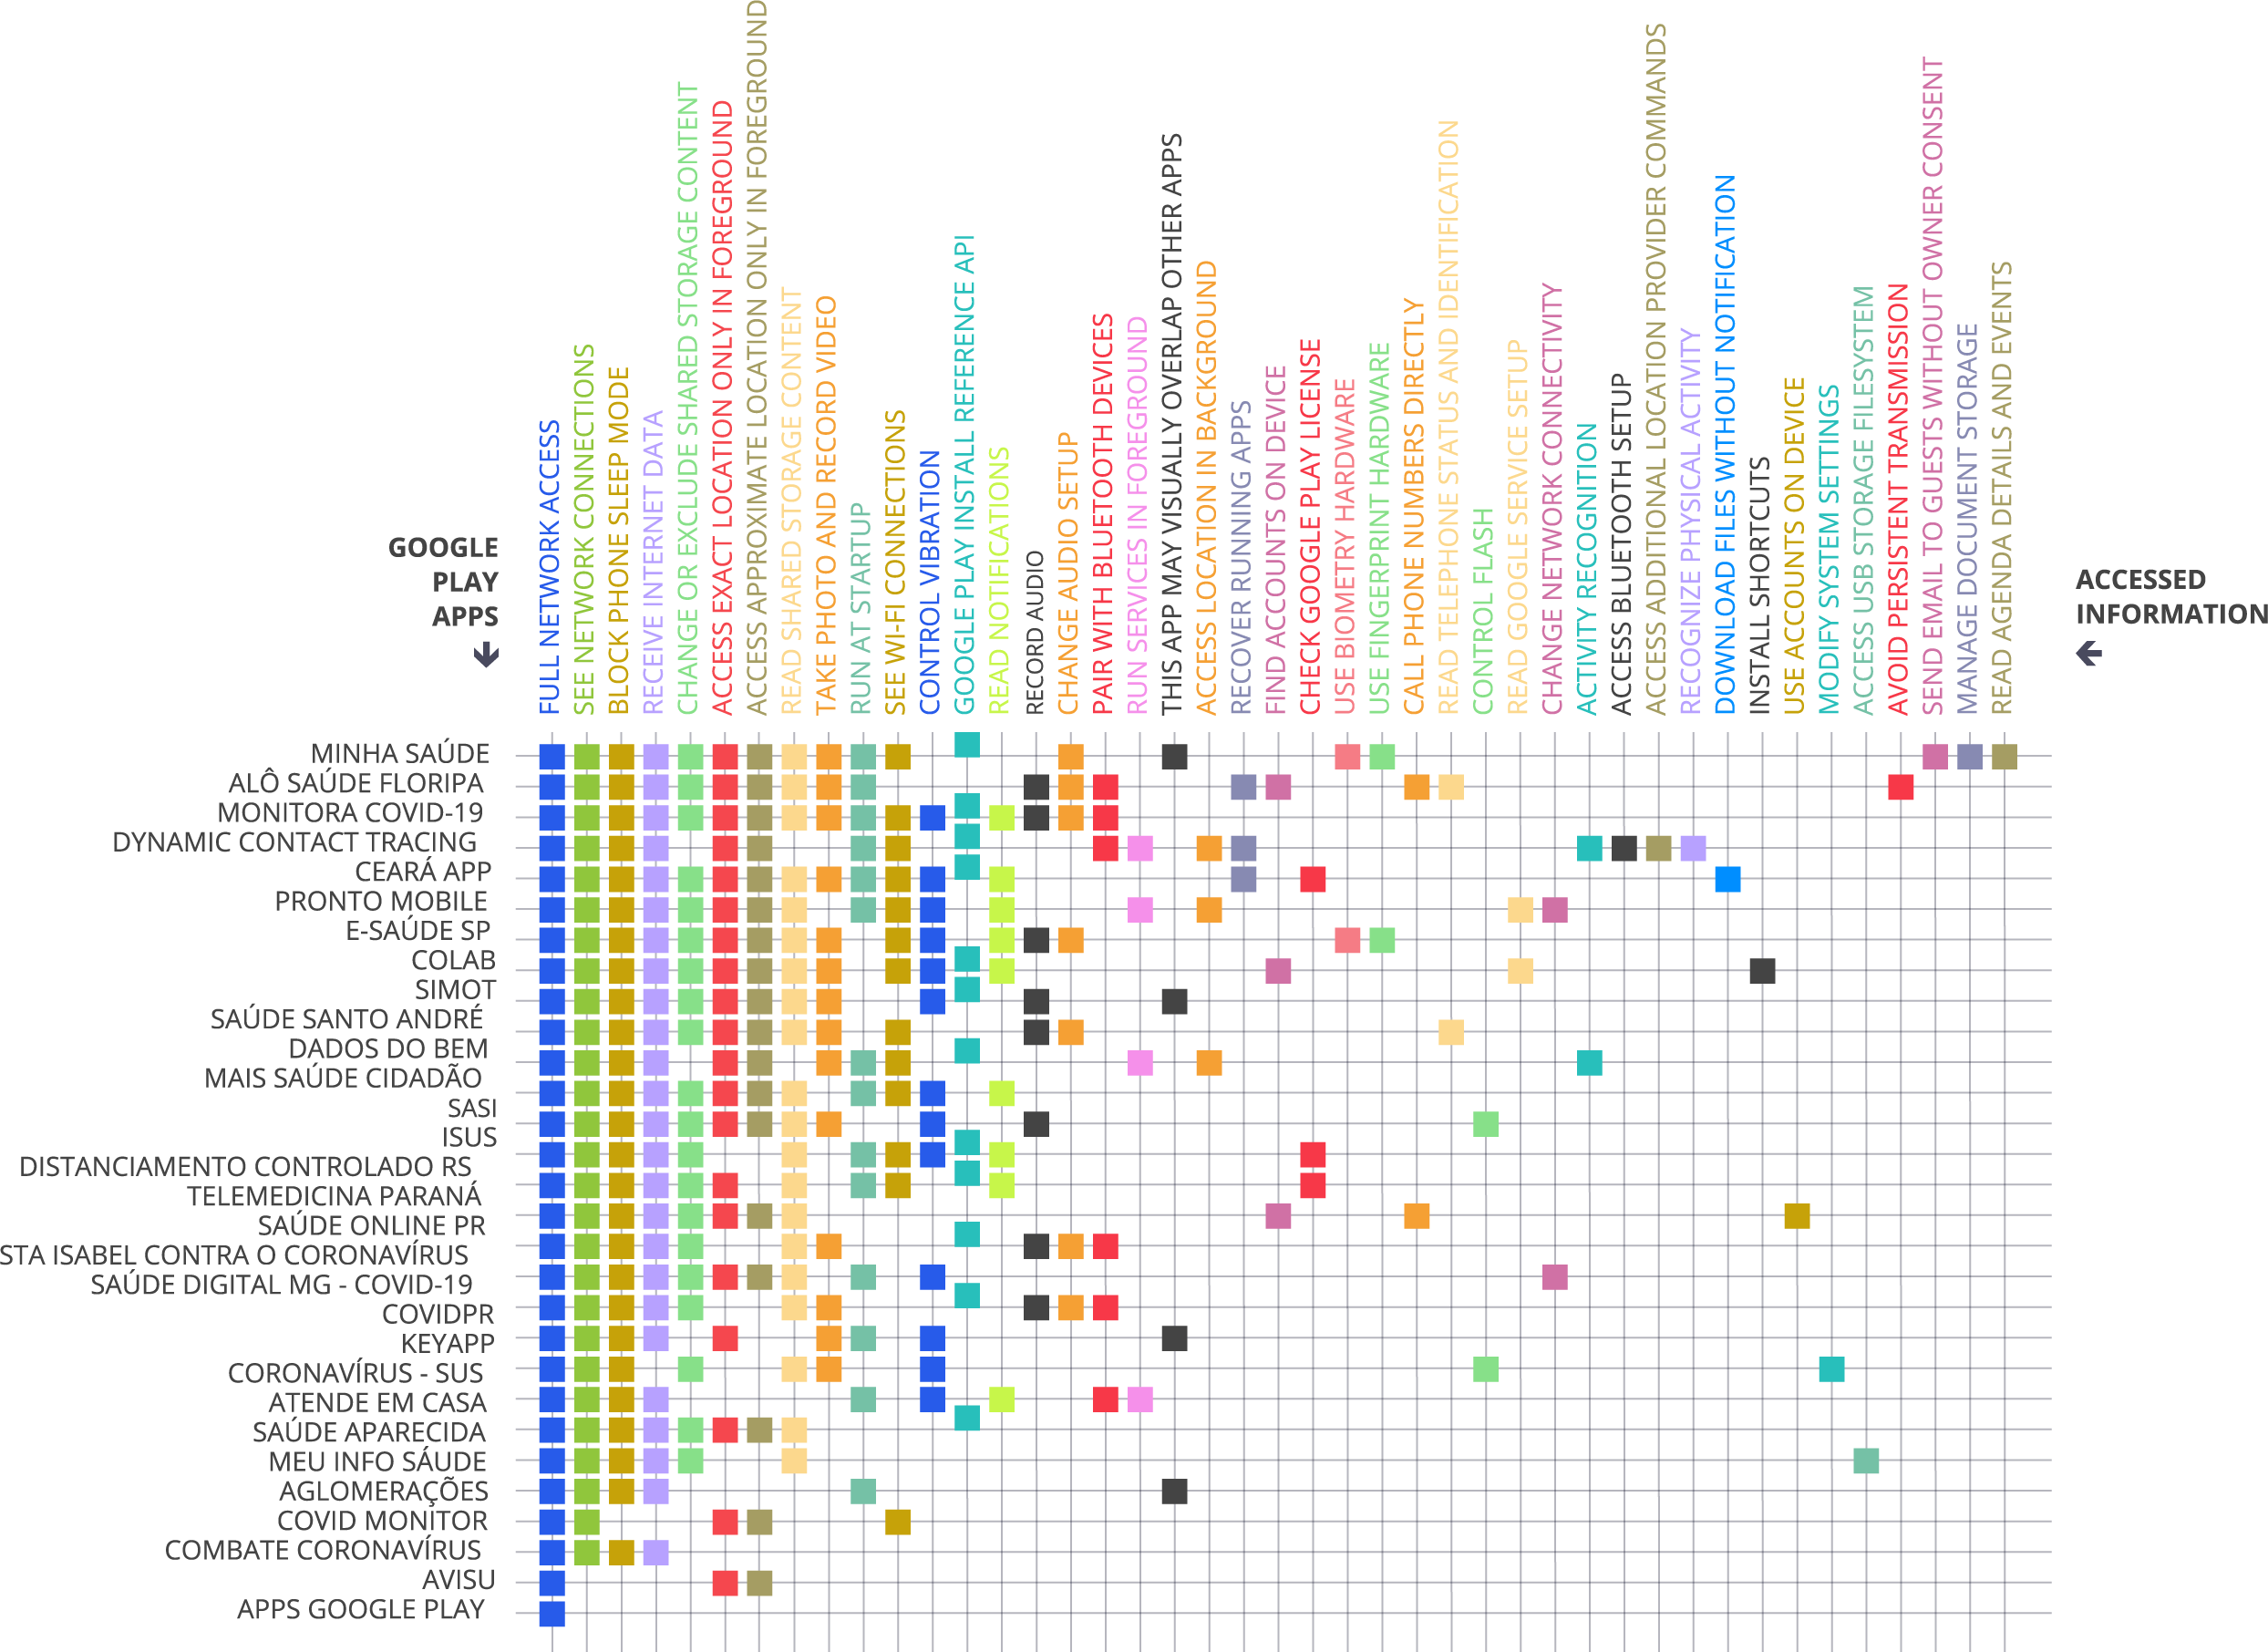 FULL NETWORK ACCESS
SEE NETWORK CONNECTIONS
BLOCK PHONE SLEEP MODE
RECEIVE INTERNET DATA
CHANGE OR EXCLUDE SHARED STORAGE CONTENT
ACCESS EXACT LOCATION ONLY IN FOREGROUND
ACCESS APPROXIMATE LOCATION ONLY IN FOREGROUND
READ SHARED STORAGE CONTENT
TAKE PHOTO AND RECORD VIDEO
RUN AT STARTUP
SEE WI-FI CONNECTIONS
CONTROL VIBRATION
GOOGLE PLAY INSTALL REFERENCE API
READ NOTIFICATIONS
RECORD AUDIO
CHANGE AUDIO SETUP
PAIR WITH BLUETOOTH DEVICES
RUN SERVICES IN FOREGROUND
THIS APP MAY VISUALLY OVERLAP OTHER APPS
ACCESS LOCATION IN BACKGROUND
RECOVER RUNNING APPS
FIND ACCOUNTS ON DEVICE
CHECK GOOGLE PLAY LICENSE
USE BIOMETRY HARDWARE
USE FINGERPRINT HARDWARE
CALL PHONE NUMBERS DIRECTLY
READ TELEPHONE STATUS AND IDENTIFICATION
CONTROL FLASH
READ GOOGLE SERVICE SETUP
CHANGE NETWORK CONNECTIVITY
ACTIVITY RECOGNITION
ACCESS BLUETOOTH SETUP
ACCESS ADDITIONAL LOCATION PROVIDER COMMANDS
RECOGNIZE PHYSICAL ACTIVITY
DOWNLOAD FILES WITHOUT NOTIFICATION
INSTALL SHORTCUTS
USE ACCOUNTS ON DEVICE
MODIFY SYSTEM SETTINGS
ACCESS USB STORAGE FILESYSTEM
AVOID PERSISTENT TRANSMISSION
SEND EMAIL TO GUESTS WITHOUT OWNER CONSENT
MANAGE DOCUMENT STORAGE
READ AGENDA DETAILS AND EVENTS
GOOGLE
PLAY
APPS
ACCESSED
INFORMATION
MINHA SAÚDE
ALÔ SAÚDE FLORIPA
MONITORA COVID-19
DYNAMIC CONTACT TRACING
CEARÁ APP
PRONTO MOBILE
E-SAÚDE SP
COLAB
SIMOT
SAÚDE SANTO ANDRÉ
DADOS DO BEM
MAIS SAÚDE CIDADÃO
SASI
ISUS
DISTANCIAMENTO CONTROLADO RS
TELEMEDICINA PARANÁ
SAÚDE ONLINE PR
STA ISABEL CONTRA O CORONAVÍRUS
SAÚDE DIGITAL MG - COVID-19
COVIDPR
KEYAPP
CORONAVÍRUS - SUS
ATENDE EM CASA
SAÚDE APARECIDA
MEU INFO SÁUDE
AGLOMERAÇÕES
COVID MONITOR
COMBATE CORONAVÍRUS
AVISU
APPS GOOGLE PLAY